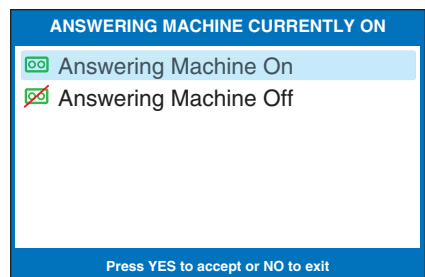 ANSWERING MACHINE CURRENTLY ON
Answering Machine On
Answering Machine Off
Press YES to accept or NO to exit